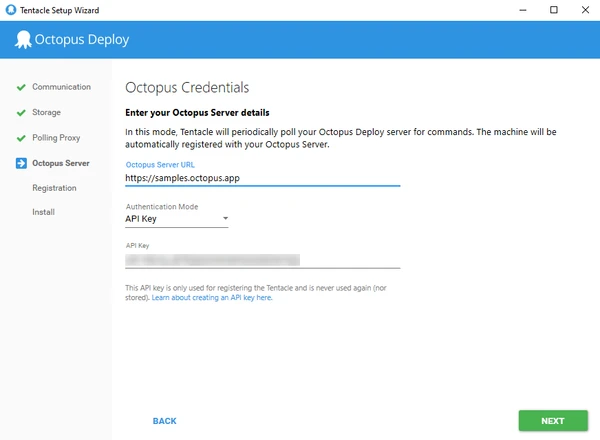 Tentacle Setup Wizard
Octopus Deploy
Communication
Storage
Polling Proxy
Octopus Server
Registration
Install
Octopus Credentials
Enter your Octopus Server details
In this mode, Tentacle will periodically poll your Octopus Deploy server for commands. The machine will be
automatically registered with your Octopus Server.
Octopus Server URL
https://samples.octopus.app
Authentication Mode
API Key
API Key
This API key is only used for registering the Tentacle and is never used again (nor
stored). Learn about creating an API key here.
BACK
NEXT